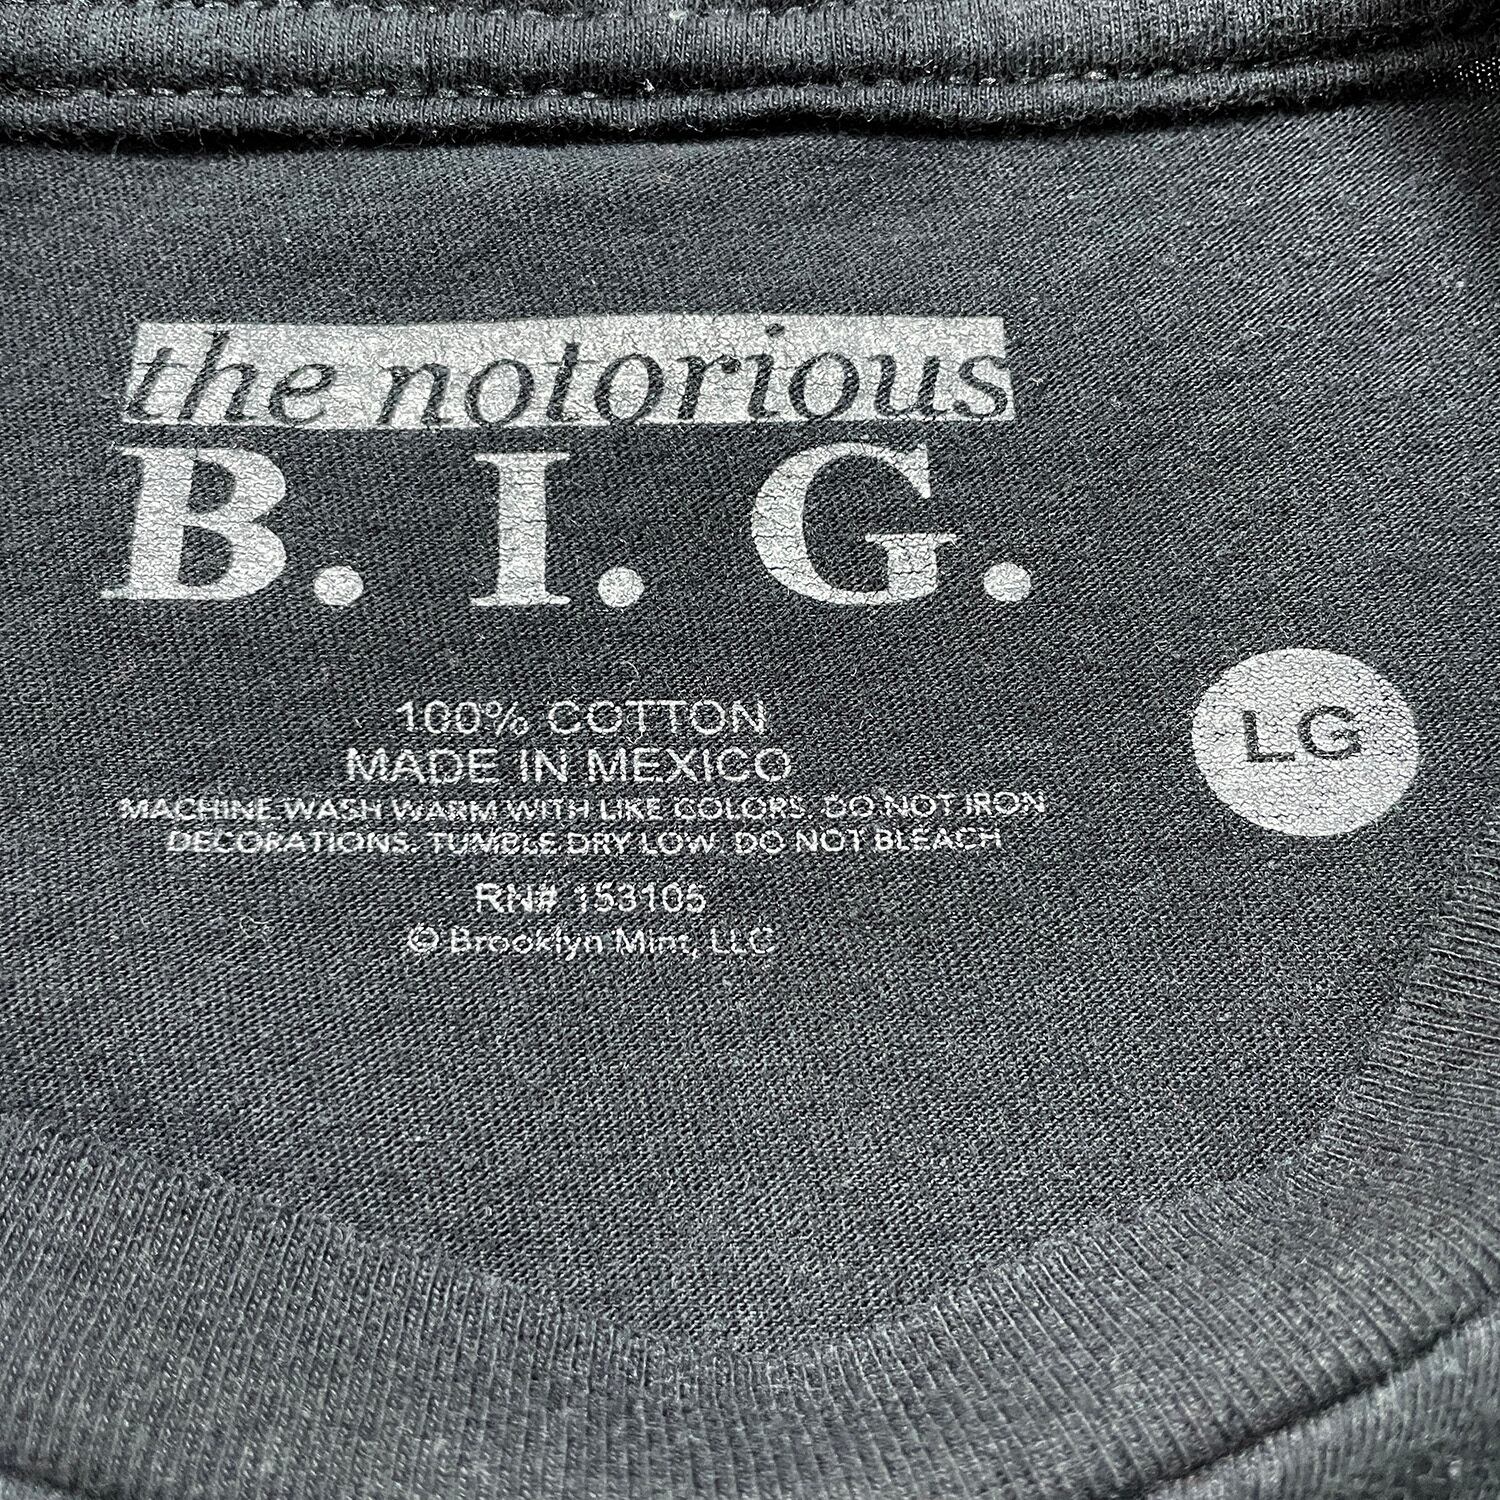 the notorious
B. I. G.
LG
100% COTTON
MADE IN MEXICO
MACHINE WASH WARM WITH LIKE COLORS. DO NOT IRON
DECORATIONS. TUMBLE DRY LOW. DO NOT BLEACH
RN# 153105
© Brooklyn Mint, LLC